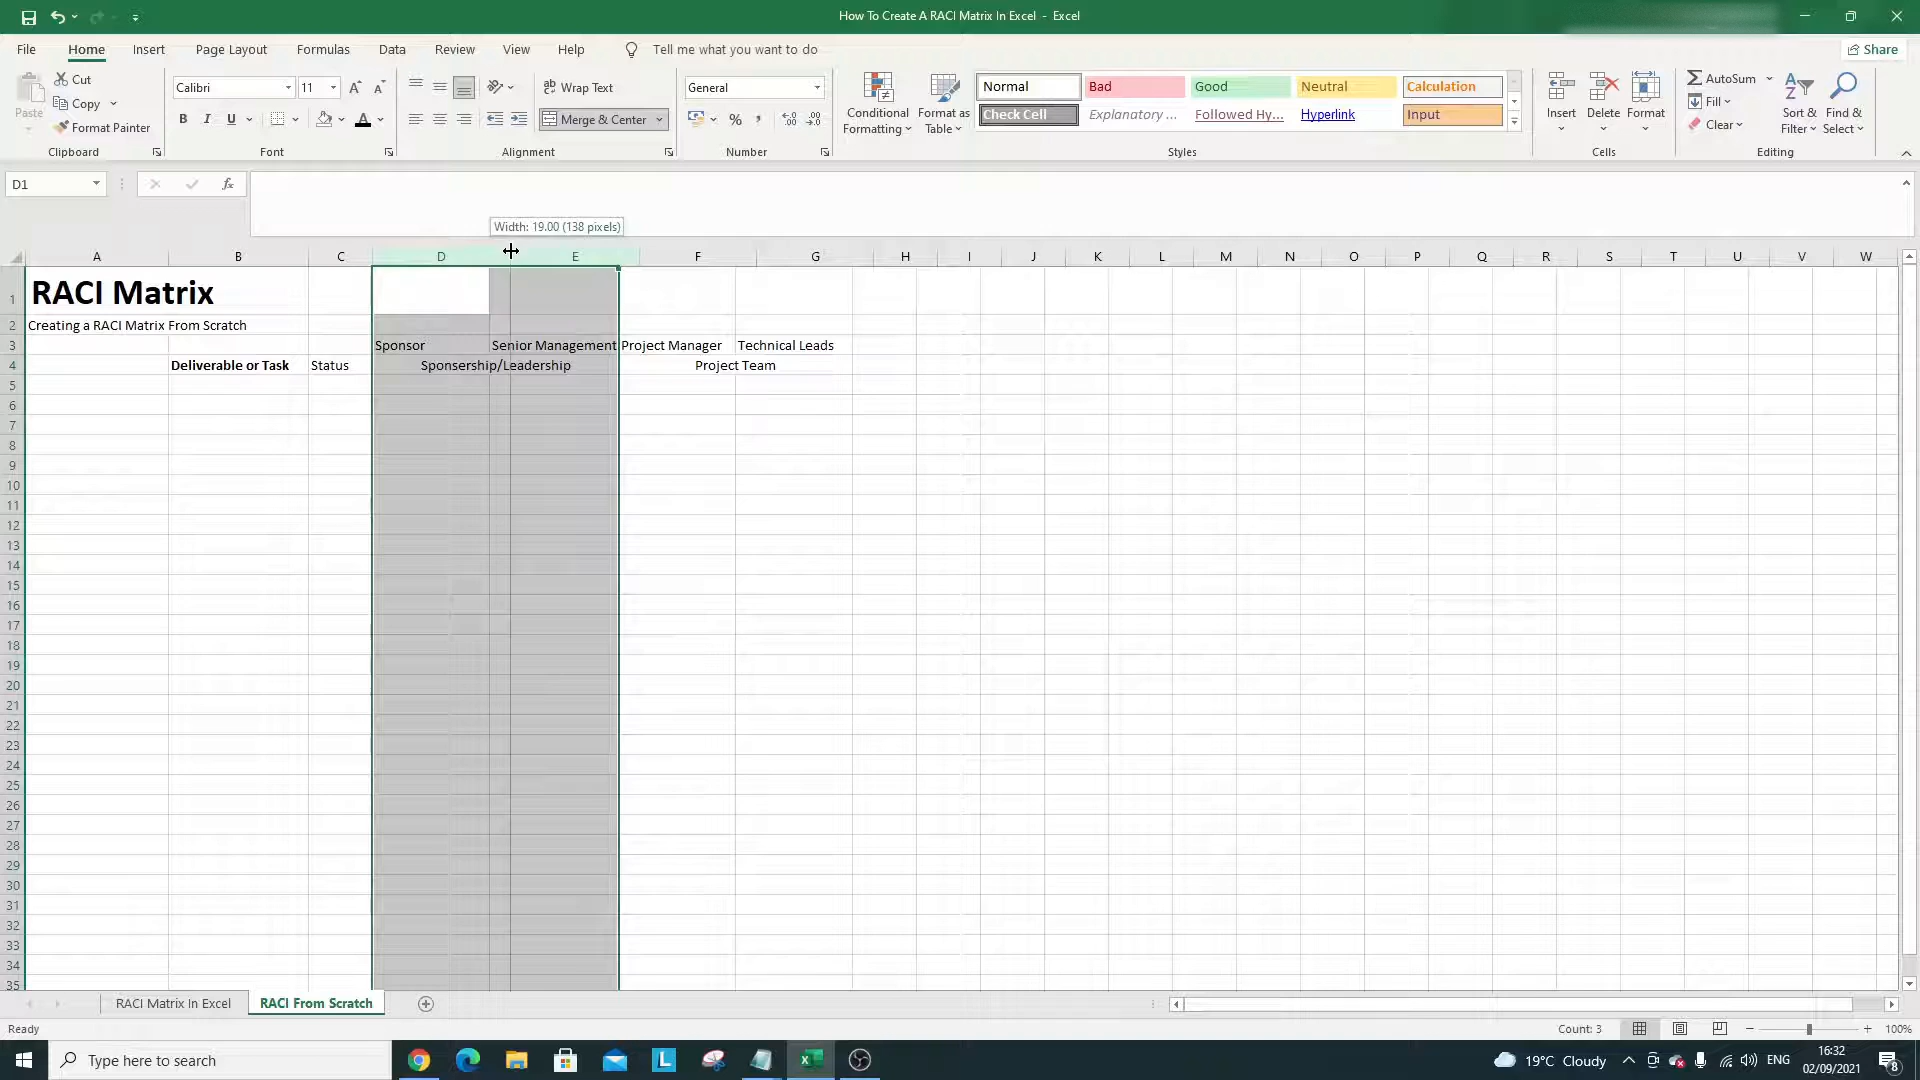 How To Create A RACI Matrix In Excel - Excel
File Home Insert Page Layout Formulas Data Review View Help Tell me what you want to do Share
Paste Cut Copy Format Painter Clipboard
Calibri 11 B I U A A A Font
ab Wrap Text Merge & Center Alignment
General % , Number
Conditional Formatting Format as Table
Normal Bad Good Neutral Calculation
Check Cell Explanatory ... Followed Hy... Hyperlink Input
Styles
Insert Delete Format Cells
AutoSum Fill Clear Sort & Filter Find & Select Editing
D1 fx
Width: 19.00 (138 pixels)
A B C D E F G H I J K L M N O P Q R S T U V W
1 RACI Matrix
2 Creating a RACI Matrix From Scratch
3 Sponsor Senior Management Project Manager Technical Leads
4 Deliverable or Task Status Sponsership/Leadership Project Team
5
6
7
8
9
10
11
12
13
14
15
16
17
18
19
20
21
22
23
24
25
26
27
28
29
30
31
32
33
34
35
RACI Matrix In Excel RACI From Scratch
Ready Count: 3 100%
Type here to search L 19°C Cloudy ENG 16:32
02/09/2021 8